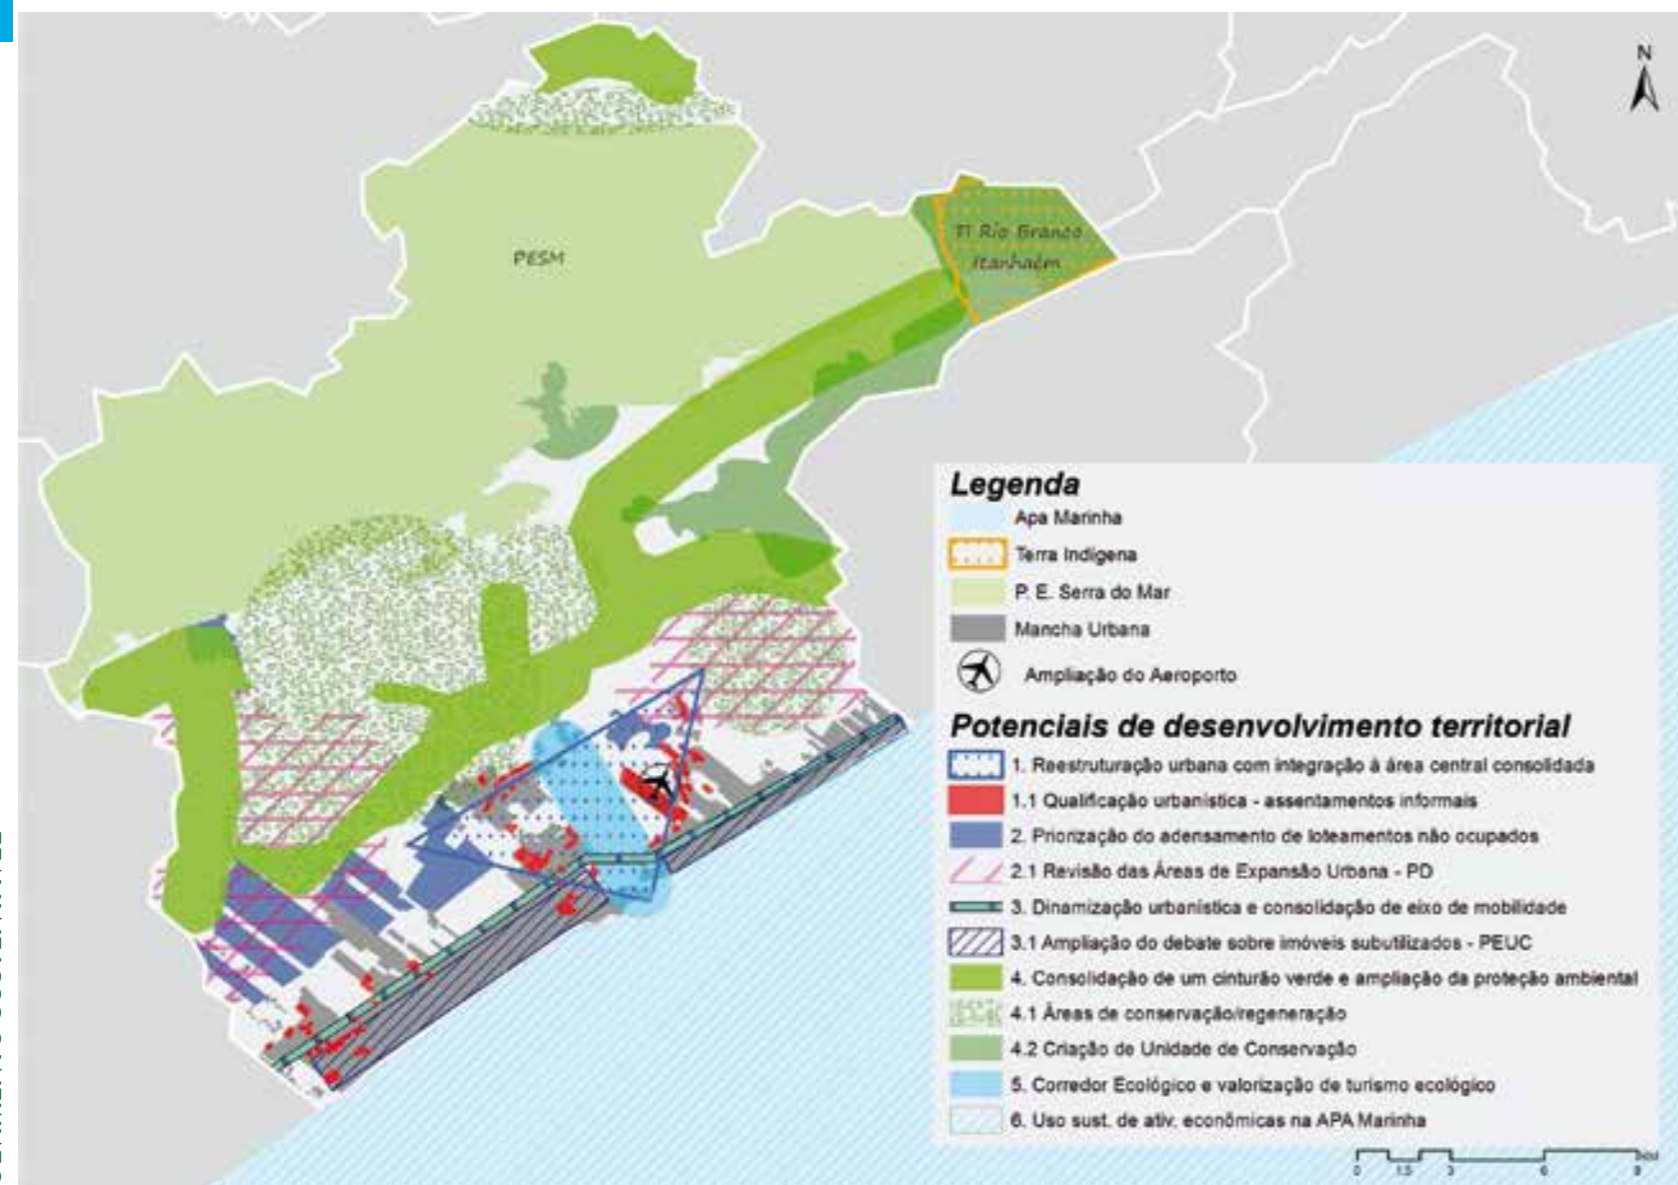 N
PESM
TI Rio Branco
Itanhaém
Legenda
Apa Marinha
Terra Indígena
P. E. Serra do Mar
Mancha Urbana
Ampliação do Aeroporto
Potenciais de desenvolvimento territorial
1. Reestruturação urbana com integração à área central consolidada
1.1 Qualificação urbanística - assentamentos informais
2. Priorização do adensamento de loteamentos não ocupados
2.1 Revisão das Áreas de Expansão Urbana - PD
3. Dinamização urbanística e consolidação de eixo de mobilidade
3.1 Ampliação do debate sobre imóveis subutilizados - PEUC
4. Consolidação de um cinturão verde e ampliação da proteção ambiental
4.1 Áreas de conservação/regeneração
4.2 Criação de Unidade de Conservação
5. Corredor Ecológico e valorização de turismo ecológico
6. Uso sust. de ativ. econômicas na APA Marinha
0 1,5 3 6 9